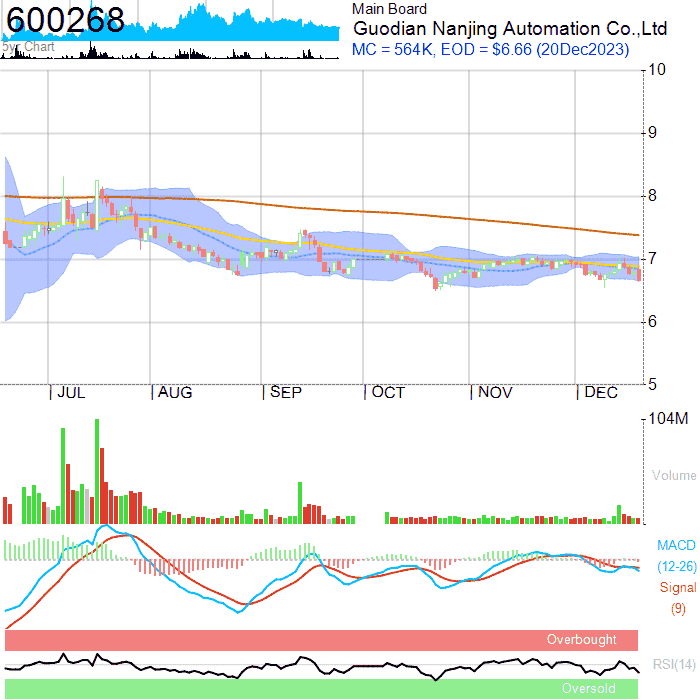 600268
5yr Chart
Main Board
Guodian Nanjing Automation Co.,Ltd
MC = 564K, EOD = $6.66 (20Dec2023)
10
9
8
7
6
5
JUL
AUG
SEP
OCT
NOV
DEC
104M
Volume
MACD
(12-26)
Signal
(9)
Overbought
RSI(14)
Oversold